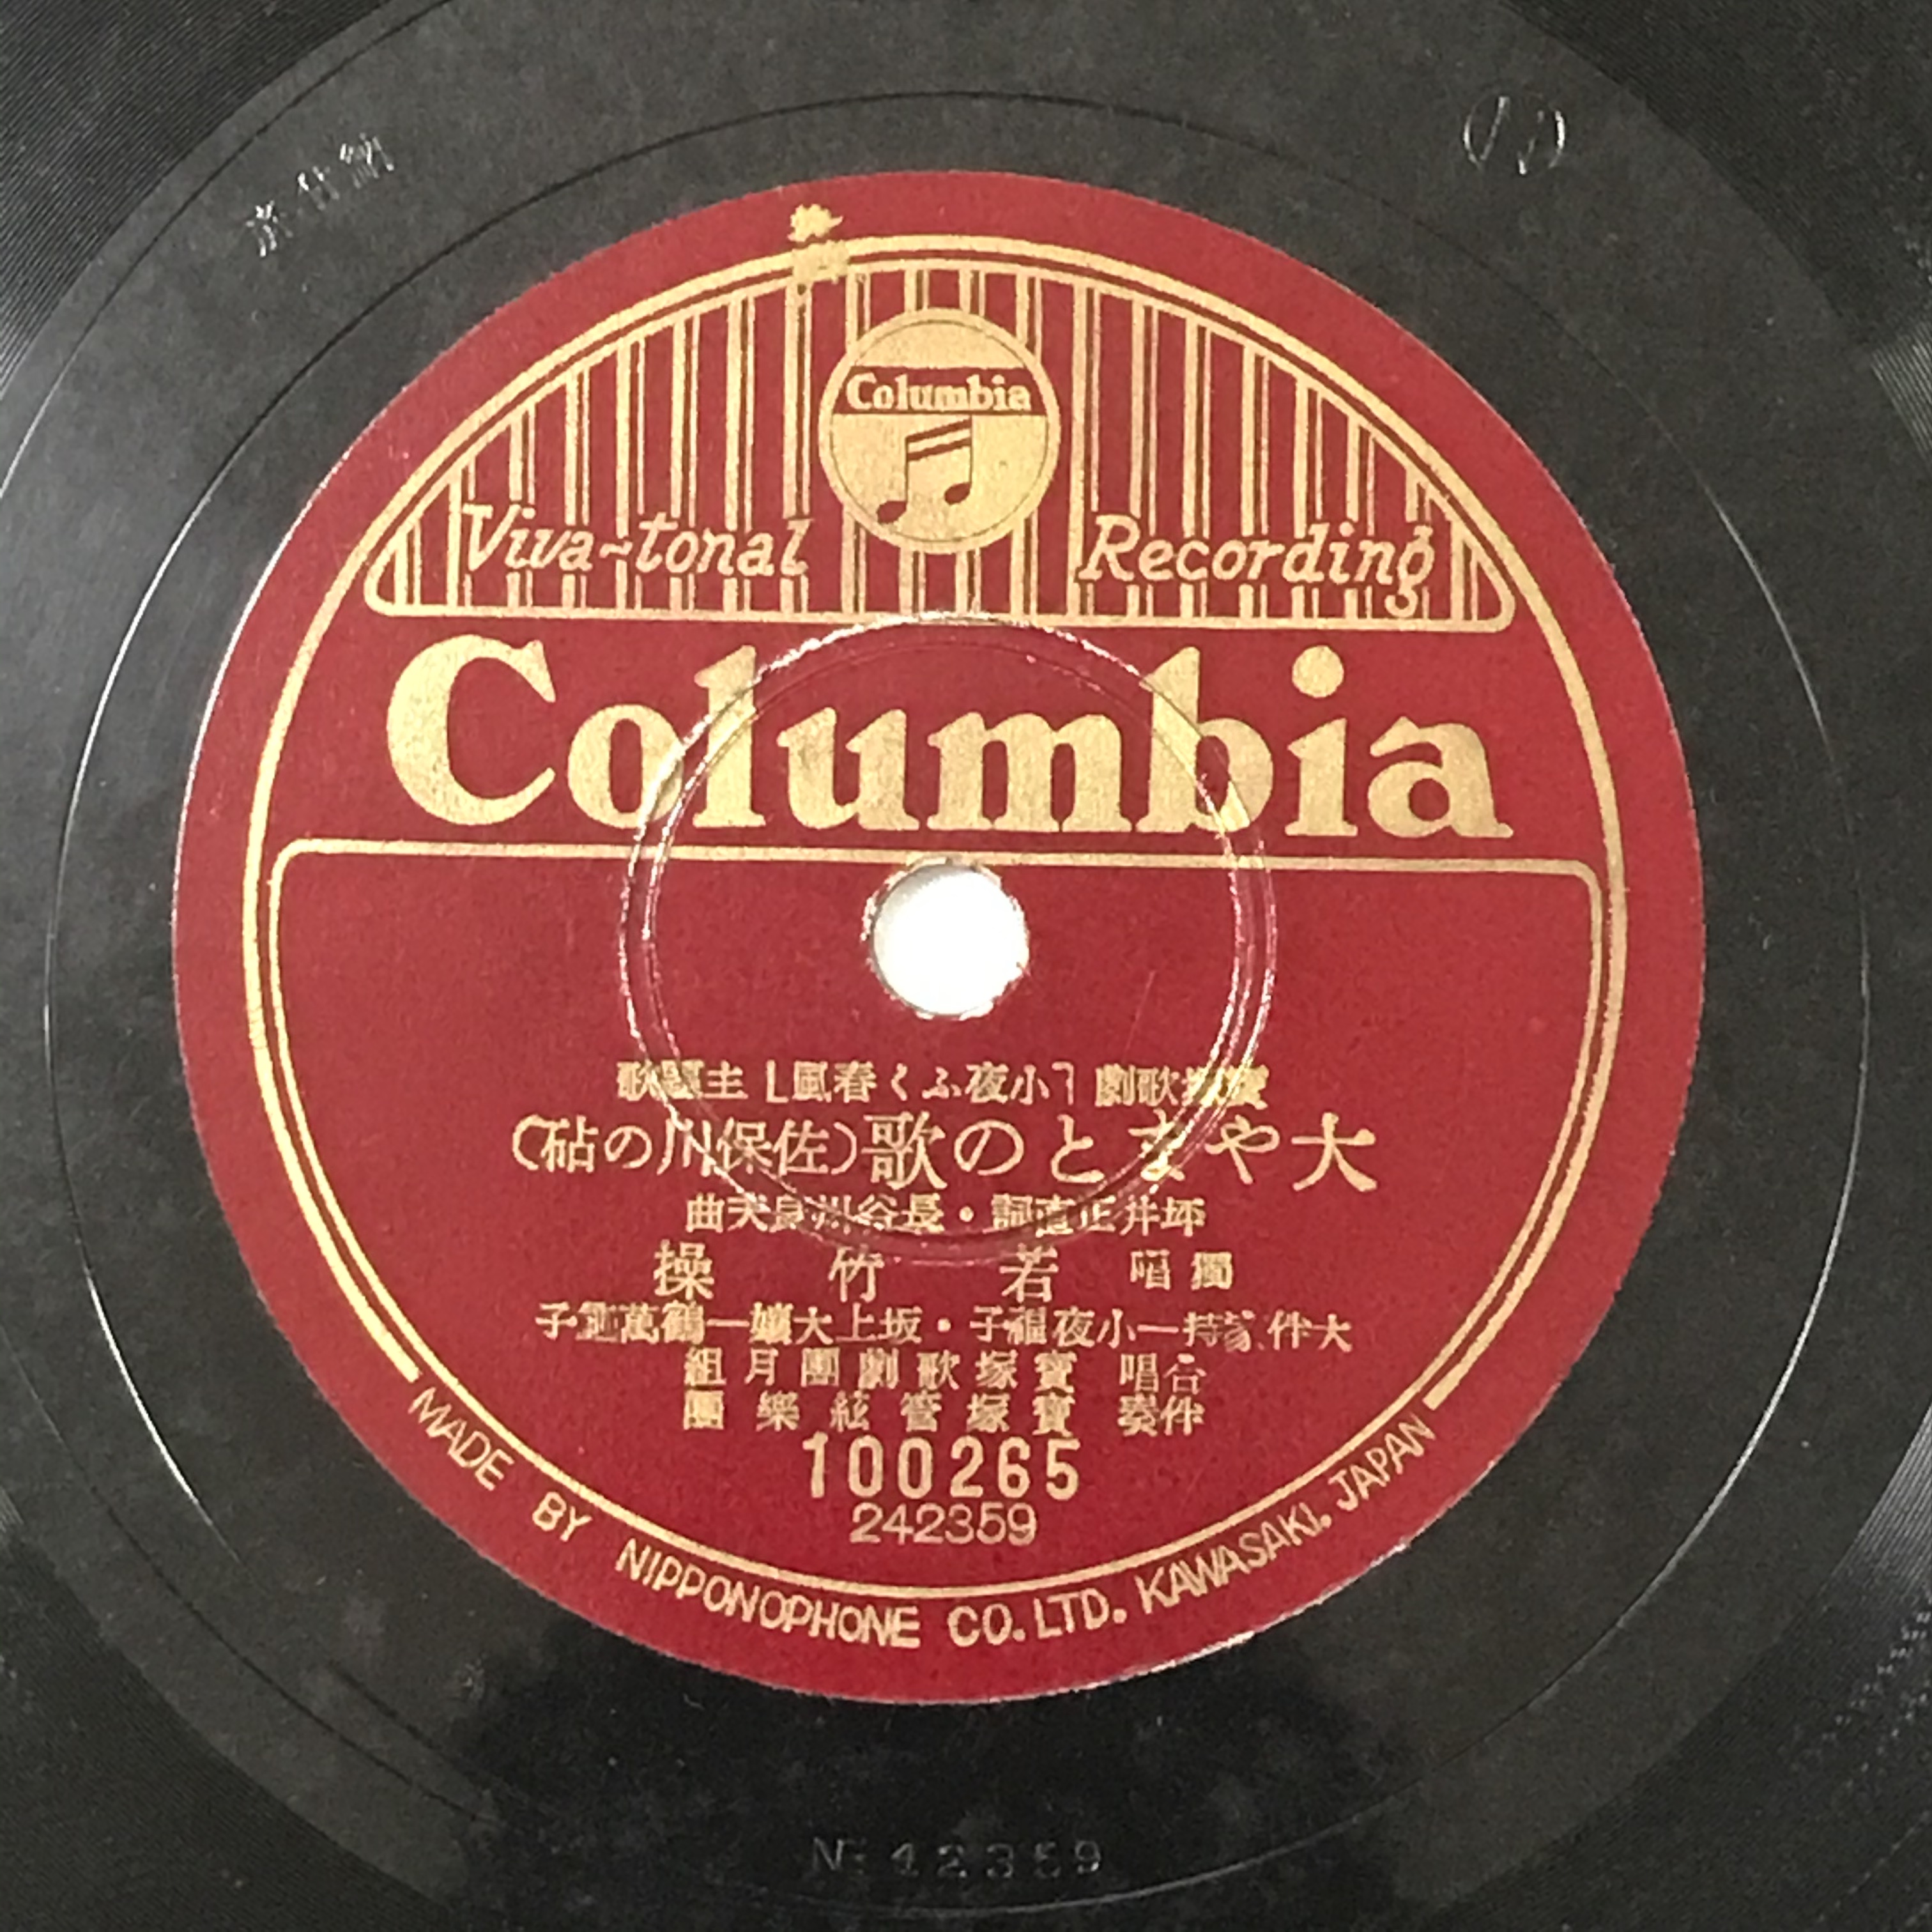 Columbia
Viva-tonal Recording
Columbia
寶塚歌劇「小夜ふく春風」主題歌
大やまとの歌(佐保川の砧)
坪井正直詞・長谷川良夫曲
獨唱 若竹操
大伴家持―小夜福子・坂上大孃―鶴萬亀子
合唱 寶塚歌劇團月組
伴奏 寶塚管絃樂團
100265
242359
MADE BY NIPPONOPHONE CO. LTD. KAWASAKI. JAPAN
No 42359